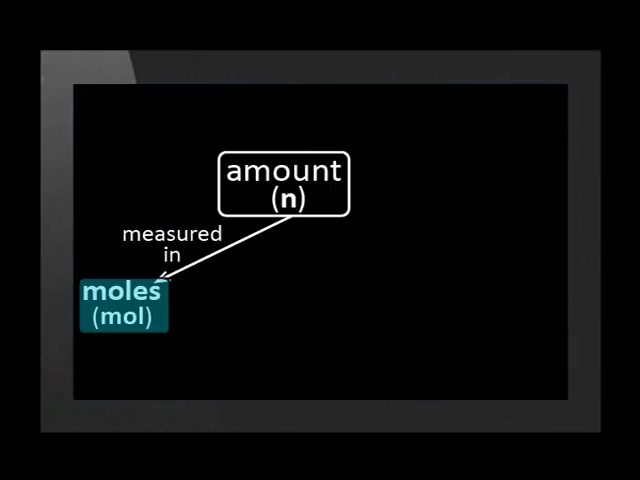 amount
(n)
measured
in
moles
(mol)